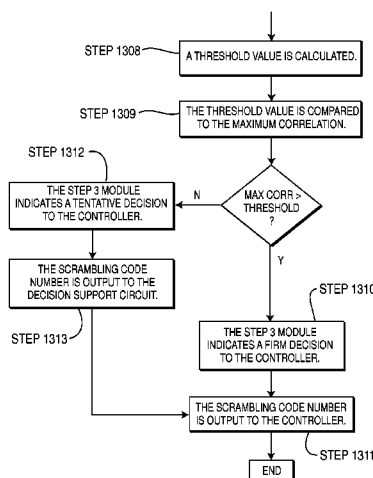 STEP 1308
A THRESHOLD VALUE IS CALCULATED.
STEP 1309
THE THRESHOLD VALUE IS COMPARED
TO THE MAXIMUM CORRELATION.
STEP 1312
THE STEP 3 MODULE
INDICATES A TENTATIVE DECISION
TO THE CONTROLLER.
N
MAX CORR >
THRESHOLD
?
Y
THE SCRAMBLING CODE
NUMBER IS OUTPUT TO THE
DECISION SUPPORT CIRCUIT.
STEP 1313
STEP 1310
THE STEP 3 MODULE
INDICATES A FIRM DECISION
TO THE CONTROLLER.
THE SCRAMBLING CODE NUMBER
IS OUTPUT TO THE CONTROLLER.
STEP 1311
END